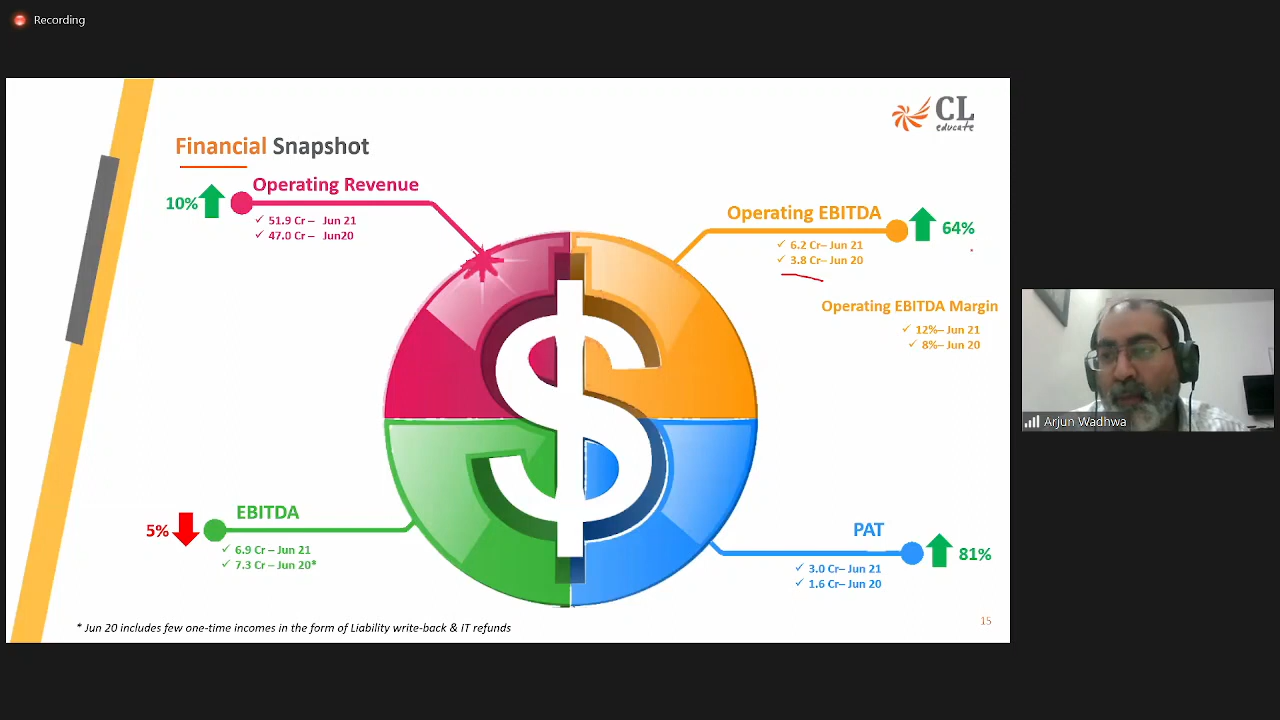 Recording
CL
educate
Financial Snapshot
Operating Revenue
10%
✓ 51.9 Cr – Jun 21
✓ 47.0 Cr – Jun20
Operating EBITDA
64%
✓ 6.2 Cr– Jun 21
✓ 3.8 Cr– Jun 20
Operating EBITDA Margin
✓ 12%– Jun 21
✓ 8%– Jun 20
Arjun Wadhwa
EBITDA
5%
✓ 6.9 Cr – Jun 21
✓ 7.3 Cr – Jun 20*
PAT
81%
✓ 3.0 Cr– Jun 21
✓ 1.6 Cr– Jun 20
$
* Jun 20 includes few one-time incomes in the form of Liability write-back & IT refunds
15